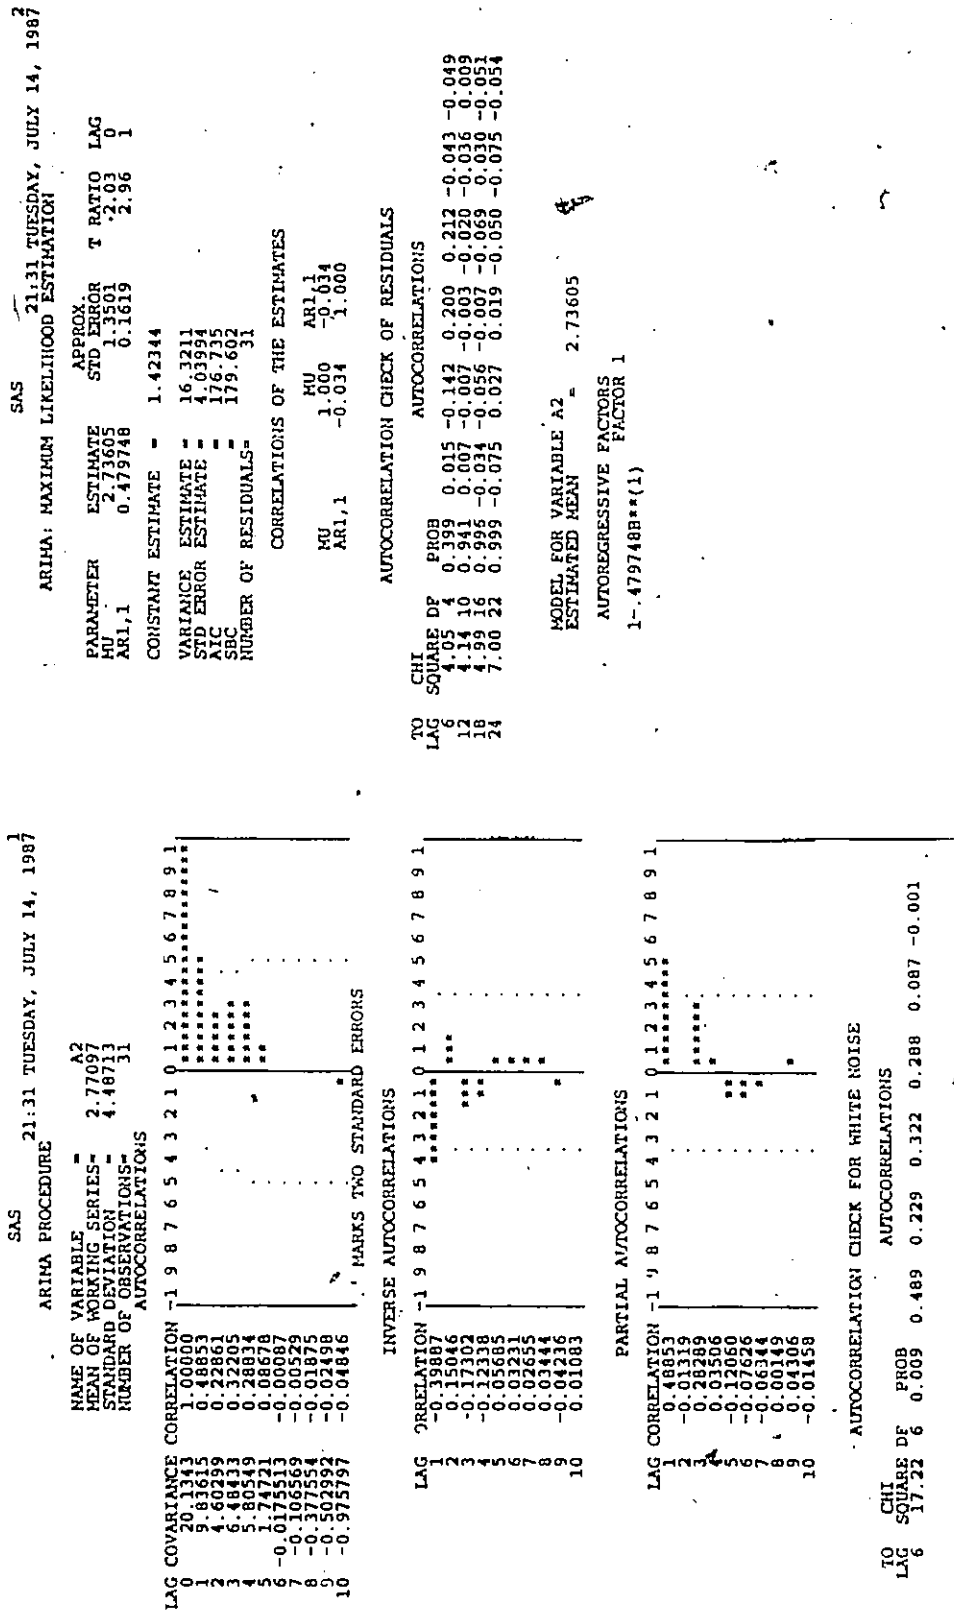 SAS 1
21:31 TUESDAY, JULY 14, 1987
ARIMA PROCEDURE
NAME OF VARIABLE = A2
MEAN OF WORKING SERIES= 2.77097
STANDARD DEVIATION = 4.48713
NUMBER OF OBSERVATIONS= 31
AUTOCORRELATIONS
LAG COVARIANCE CORRELATION -1 9 8 7 6 5 4 3 2 1 0 1 2 3 4 5 6 7 8 9 1
0 20.1343 1.00000 ********************
1 9.83615 0.48853 **********
2 4.60299 0.22861 *****
3 6.48433 0.32205 ******
4 5.80549 0.28834 ******
5 1.74721 0.08678 **
6 -0.0175513 -0.00087
7 -0.106569 -0.00529
8 -0.377554 -0.01875
9 -0.502992 -0.02498
10 -0.975797 -0.04846 *
'.' MARKS TWO STANDARD ERRORS
INVERSE AUTOCORRELATIONS
LAG ORRELATION -1 9 8 7 6 5 4 3 2 1 0 1 2 3 4 5 6 7 8 9 1
1 -0.39887 ********
2 0.15046 ***
3 -0.17302 ***
4 -0.12338 **
5 0.05685 *
6 0.03231 *
7 0.02655 *
8 0.03444 *
9 -0.04236 *
10 0.01083
PARTIAL AUTOCORRELATIONS
LAG CORRELATION -1 9 8 7 6 5 4 3 2 1 0 1 2 3 4 5 6 7 8 9 1
1 0.48853 **********
2 -0.01319
3 0.28289 ******
4 0.03506 *
5 -0.12060 **
6 -0.07626 **
7 -0.06344 *
8 0.00149
9 0.04306 *
10 -0.01458
AUTOCORRELATION CHECK FOR WHITE NOISE
TO CHI AUTOCORRELATIONS
LAG SQUARE DF PROB
6 17.22 6 0.009 0.489 0.229 0.322 0.288 0.087 -0.001
SAS 2
21:31 TUESDAY, JULY 14, 1987
ARIMA: MAXIMUM LIKELIHOOD ESTIMATION
APPROX.
PARAMETER ESTIMATE STD ERROR T RATIO LAG
MU 2.73605 1.3501 2.03 0
AR1,1 0.479748 0.1619 2.96 1
CONSTANT ESTIMATE = 1.42344
VARIANCE ESTIMATE = 16.3211
STD ERROR ESTIMATE = 4.03994
AIC = 176.735
SBC = 179.602
NUMBER OF RESIDUALS= 31
CORRELATIONS OF THE ESTIMATES
MU AR1,1
MU 1.000 -0.034
AR1,1 -0.034 1.000
AUTOCORRELATION CHECK OF RESIDUALS
TO CHI AUTOCORRELATIONS
LAG SQUARE DF PROB
6 4.05 4 0.399 0.015 -0.142 0.200 0.212 -0.043 -0.049
12 4.14 10 0.941 0.007 -0.007 -0.003 -0.020 -0.036 0.009
18 4.99 16 0.996 -0.034 -0.056 -0.007 -0.069 0.030 -0.051
24 7.00 22 0.999 -0.075 0.027 0.019 -0.050 -0.075 -0.054
MODEL FOR VARIABLE A2
ESTIMATED MEAN = 2.73605
AUTOREGRESSIVE FACTORS
FACTOR 1
1-.479748B**(1)